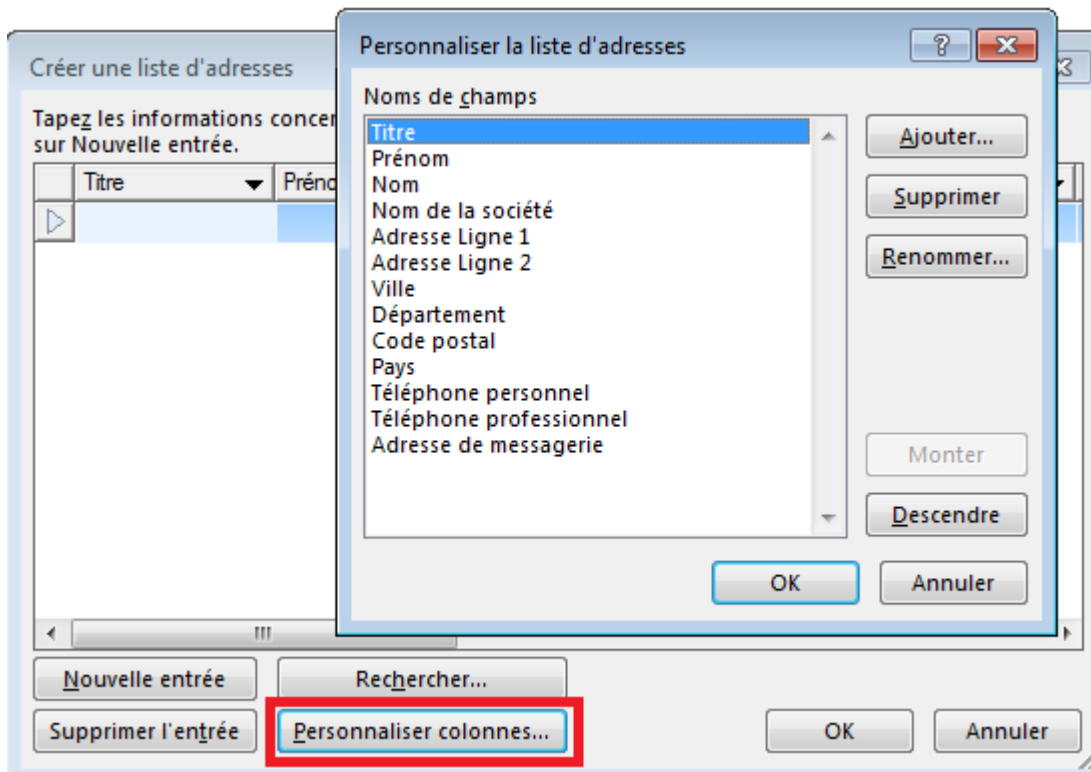 Créer une liste d'adresses
Tapez les informations concer
sur Nouvelle entrée.
Titre
Personnaliser la liste d'adresses
Noms de champs
Titre
Prénom
Nom
Nom de la société
Adresse Ligne 1
Adresse Ligne 2
Ville
Département
Code postal
Pays
Téléphone personnel
Téléphone professionnel
Adresse de messagerie
Ajouter...
Supprimer
Renommer...
Monter
Descendre
OK Annuler
Nouvelle entrée Rechercher...
Supprimer l'entrée Personnaliser colonnes... OK Annuler